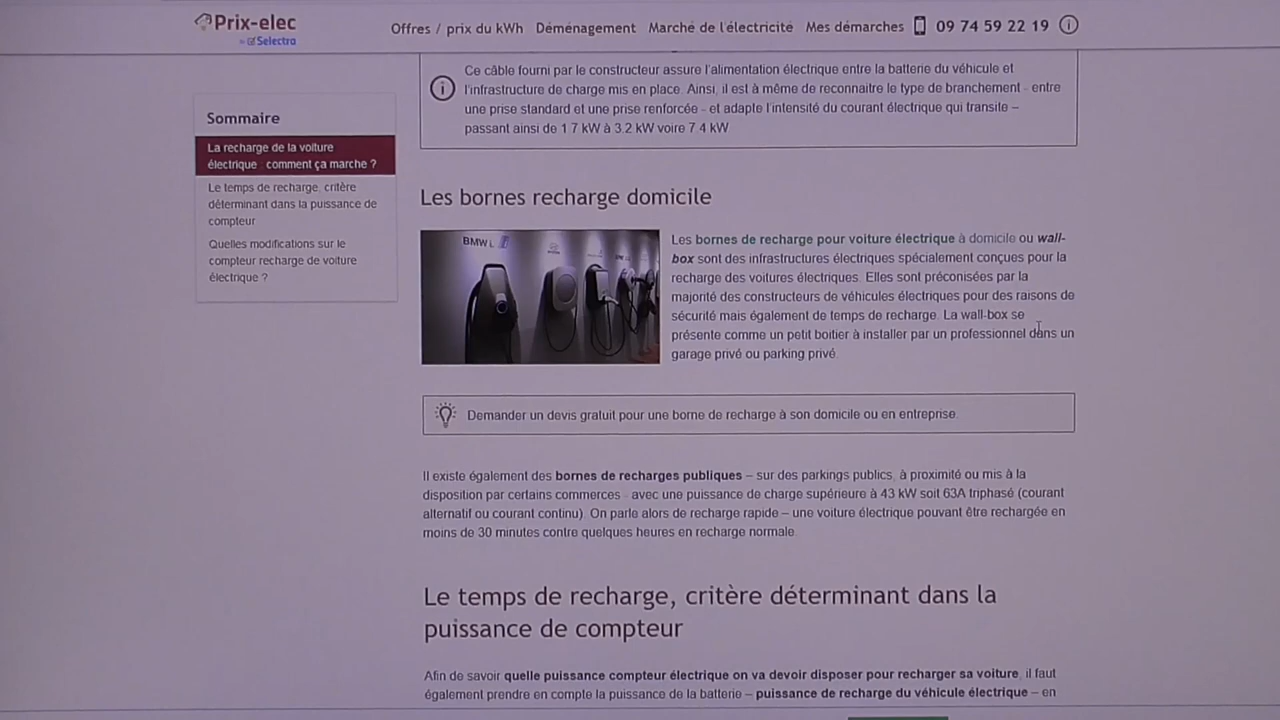 Prix-elec
by Selectra
Offres / prix du kWh Déménagement Marché de l'électricité Mes démarches 09 74 59 22 19
Ce câble fourni par le constructeur assure l'alimentation électrique entre la batterie du véhicule et
l'infrastructure de charge mis en place. Ainsi, il est à même de reconnaitre le type de branchement - entre
une prise standard et une prise renforcée - et adapte l'intensité du courant électrique qui transite –
passant ainsi de 1.7 kW à 3.2 kW voire 7.4 kW.
Sommaire
La recharge de la voiture
électrique : comment ça marche ?
Le temps de recharge, critère
déterminant dans la puissance de
compteur
Quelles modifications sur le
compteur recharge de voiture
électrique ?
Les bornes recharge domicile
BMW i
Les bornes de recharge pour voiture électrique à domicile ou wall-
box sont des infrastructures électriques spécialement conçues pour la
recharge des voitures électriques. Elles sont préconisées par la
majorité des constructeurs de véhicules électriques pour des raisons de
sécurité mais également de temps de recharge. La wall-box se
présente comme un petit boitier à installer par un professionnel dans un
garage privé ou parking privé.
Demander un devis gratuit pour une borne de recharge à son domicile ou en entreprise.
Il existe également des bornes de recharges publiques – sur des parkings publics, à proximité ou mis à la
disposition par certains commerces - avec une puissance de charge supérieure à 43 kW soit 63A triphasé (courant
alternatif ou courant continu). On parle alors de recharge rapide – une voiture électrique pouvant être rechargée en
moins de 30 minutes contre quelques heures en recharge normale.
Le temps de recharge, critère déterminant dans la
puissance de compteur
Afin de savoir quelle puissance compteur électrique on va devoir disposer pour recharger sa voiture, il faut
également prendre en compte la puissance de la batterie – puissance de recharge du véhicule électrique – en